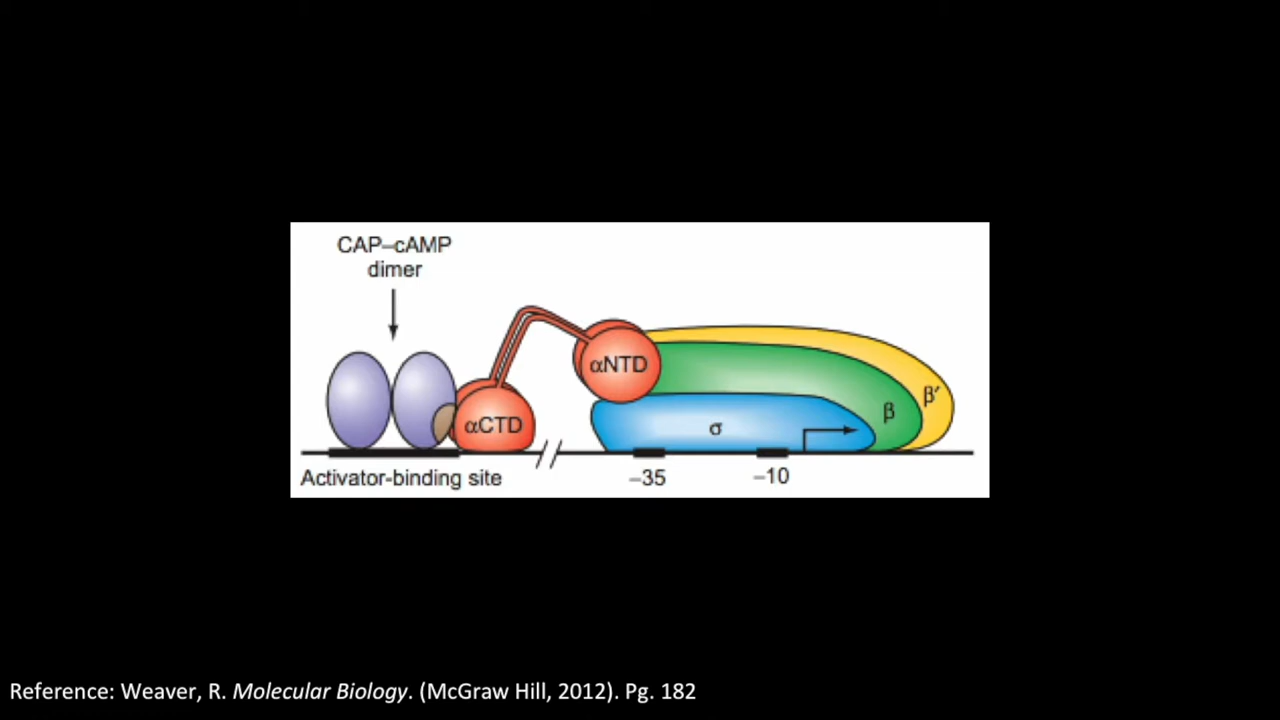 CAP–cAMP
dimer
αNTD
β′
β
αCTD
σ
Activator-binding site
–35
–10
Reference: Weaver, R. Molecular Biology. (McGraw Hill, 2012). Pg. 182